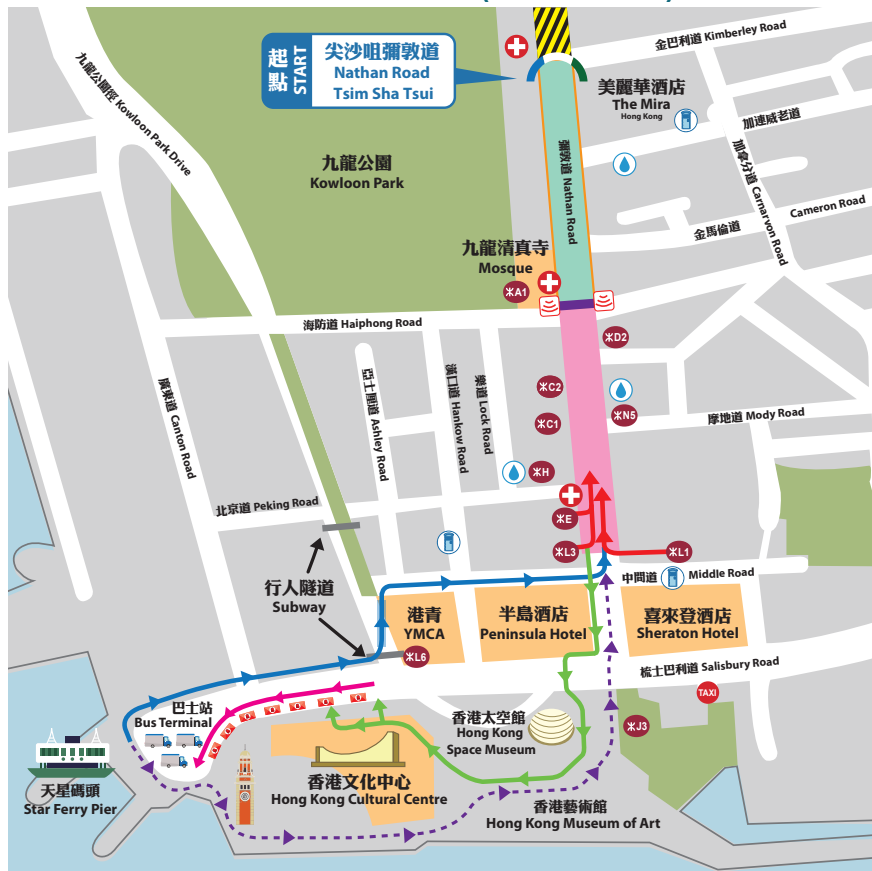 起點 START
尖沙咀彌敦道
Nathan Road
Tsim Sha Tsui
金巴利道 Kimberley Road
美麗華酒店
The Mira
Hong Kong
加連威老道
加拿分道 Carnarvon Road
九龍公園徑 Kowloon Park Drive
九龍公園
Kowloon Park
彌敦道 Nathan Road
Cameron Road
金馬倫道
九龍清真寺
Mosque
A1
海防道 Haiphong Road
D2
廣東道 Canton Road
亞士厘道 Ashley Road
漢口道 Hankow Road
樂道 Lock Road
C2
C1
N5
摩地道 Mody Road
H
北京道 Peking Road
E
L3
L1
行人隧道
Subway
中間道 Middle Road
港青
YMCA
半島酒店
Peninsula Hotel
喜來登酒店
Sheraton Hotel
L6
梳士巴利道 Salisbury Road
TAXI
巴士站
Bus Terminal
香港太空館
Hong Kong
Space Museum
J3
天星碼頭
Star Ferry Pier
香港文化中心
Hong Kong Cultural Centre
香港藝術館
Hong Kong Museum of Art